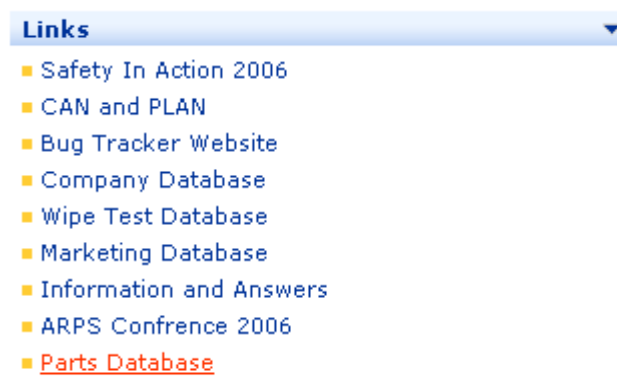 Links
Safety In Action 2006
CAN and PLAN
Bug Tracker Website
Company Database
Wipe Test Database
Marketing Database
Information and Answers
ARPS Confrence 2006
Parts Database